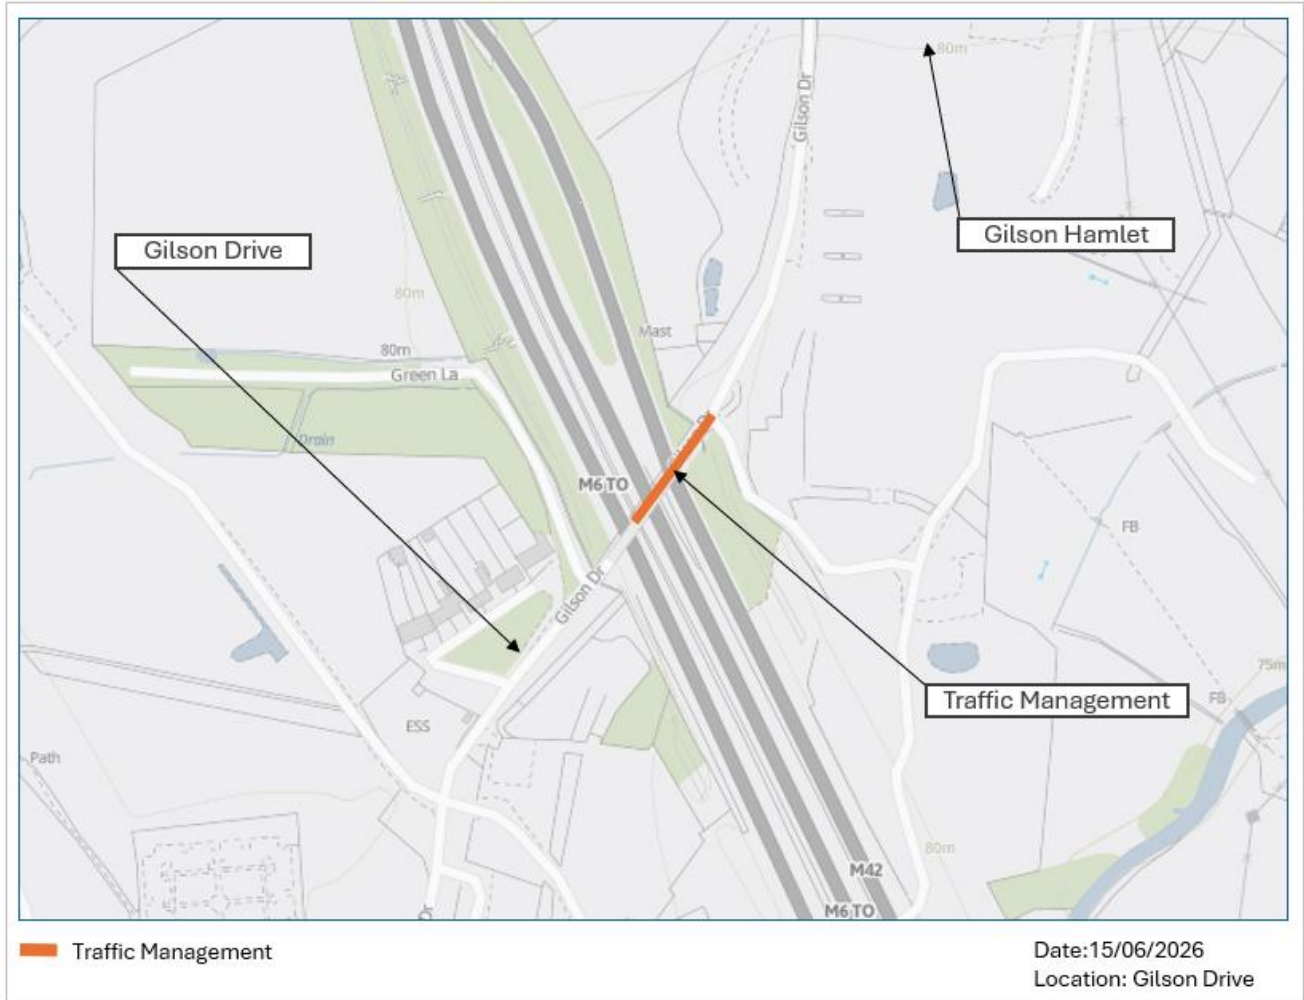 Gilson Dr
80m
Gilson Drive
Gilson Hamlet
80m
Mast
80m
Green La
Drain
M6 TO
FB
Gilson Dr
75m
Traffic Management
FB
ESS
Path
80m
M42
M6 TO
Dr
Traffic Management
Date:15/06/2026
Location: Gilson Drive